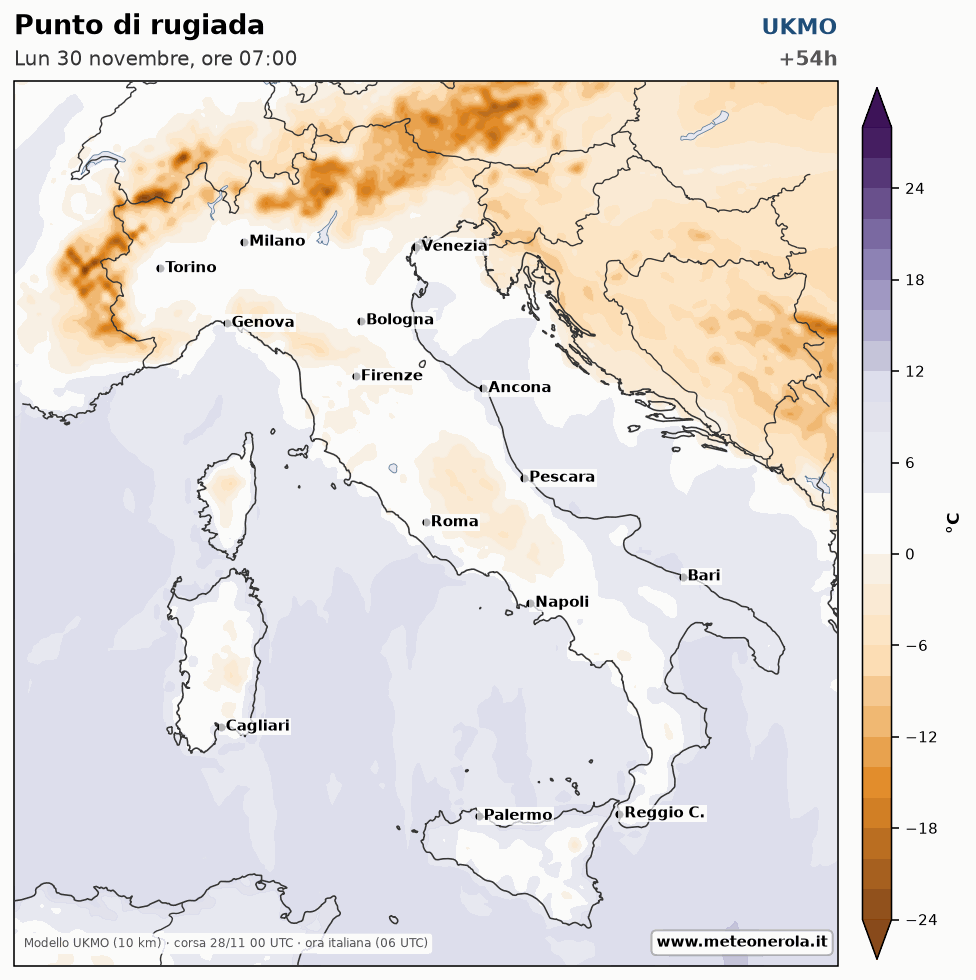 Punto di rugiada
UKMO
Lun 30 novembre, ore 07:00
+54h
Milano
Venezia
Torino
Genova
Bologna
Firenze
Ancona
Pescara
Roma
Bari
Napoli
Cagliari
Palermo
Reggio C.
24
18
12
6
0
−6
−12
−18
−24
°C
Modello UKMO (10 km) · corsa 28/11 00 UTC · ora italiana (06 UTC)
www.meteonerola.it